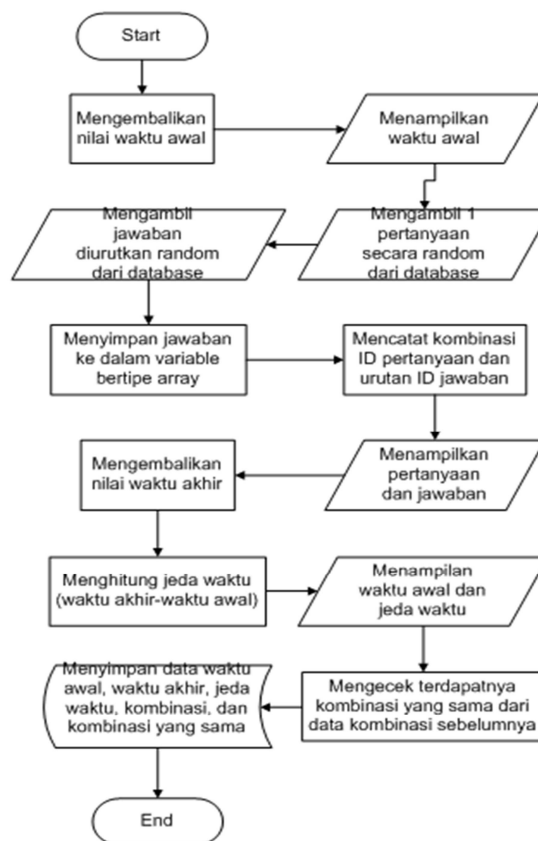 Start
Mengembalikan
nilai waktu awal
Menampilkan
waktu awal
Mengambil 1
pertanyaan
secara random
dari database
Mengambil
jawaban
diurutkan random
dari database
Menyimpan jawaban
ke dalam variable
bertipe array
Mencatat kombinasi
ID pertanyaan dan
urutan ID jawaban
Menampilkan
pertanyaan
dan jawaban
Mengembalikan
nilai waktu akhir
Menghitung jeda waktu
(waktu akhir-waktu awal)
Menampilan
waktu awal dan
jeda waktu
Mengecek terdapatnya
kombinasi yang sama dari
data kombinasi sebelumnya
Menyimpan data waktu
awal, waktu akhir, jeda
waktu, kombinasi, dan
kombinasi yang sama
End